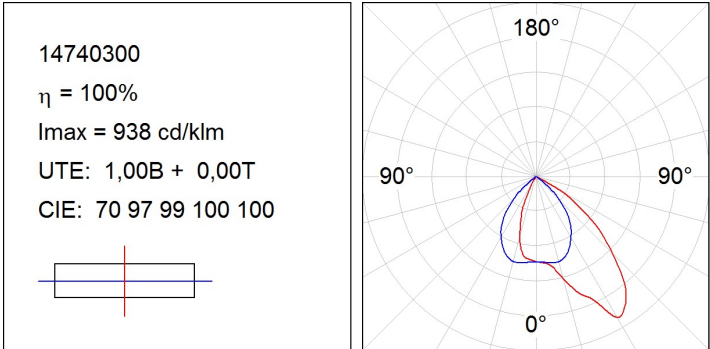 14740300
η = 100%
Imax = 938 cd/klm
UTE: 1,00B + 0,00T
CIE: 70 97 99 100 100
180°
90° 90°
0°